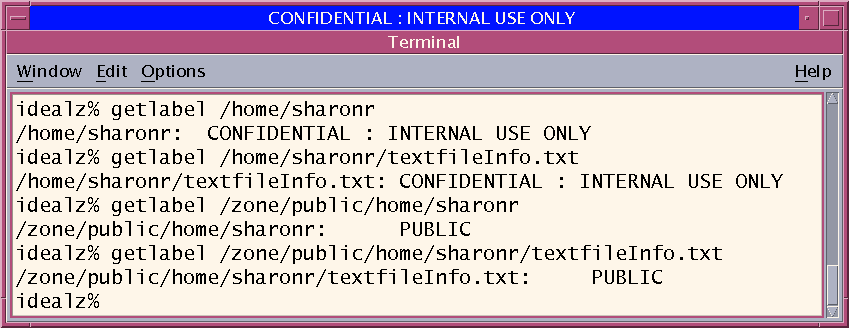 CONFIDENTIAL : INTERNAL USE ONLY
Terminal
Window Edit Options Help
idealz% getlabel /home/sharonr
/home/sharonr:  CONFIDENTIAL : INTERNAL USE ONLY
idealz% getlabel /home/sharonr/textfileInfo.txt
/home/sharonr/textfileInfo.txt: CONFIDENTIAL : INTERNAL USE ONLY
idealz% getlabel /zone/public/home/sharonr
/zone/public/home/sharonr:      PUBLIC
idealz% getlabel /zone/public/home/sharonr/textfileInfo.txt
/zone/public/home/sharonr/textfileInfo.txt:     PUBLIC
idealz%